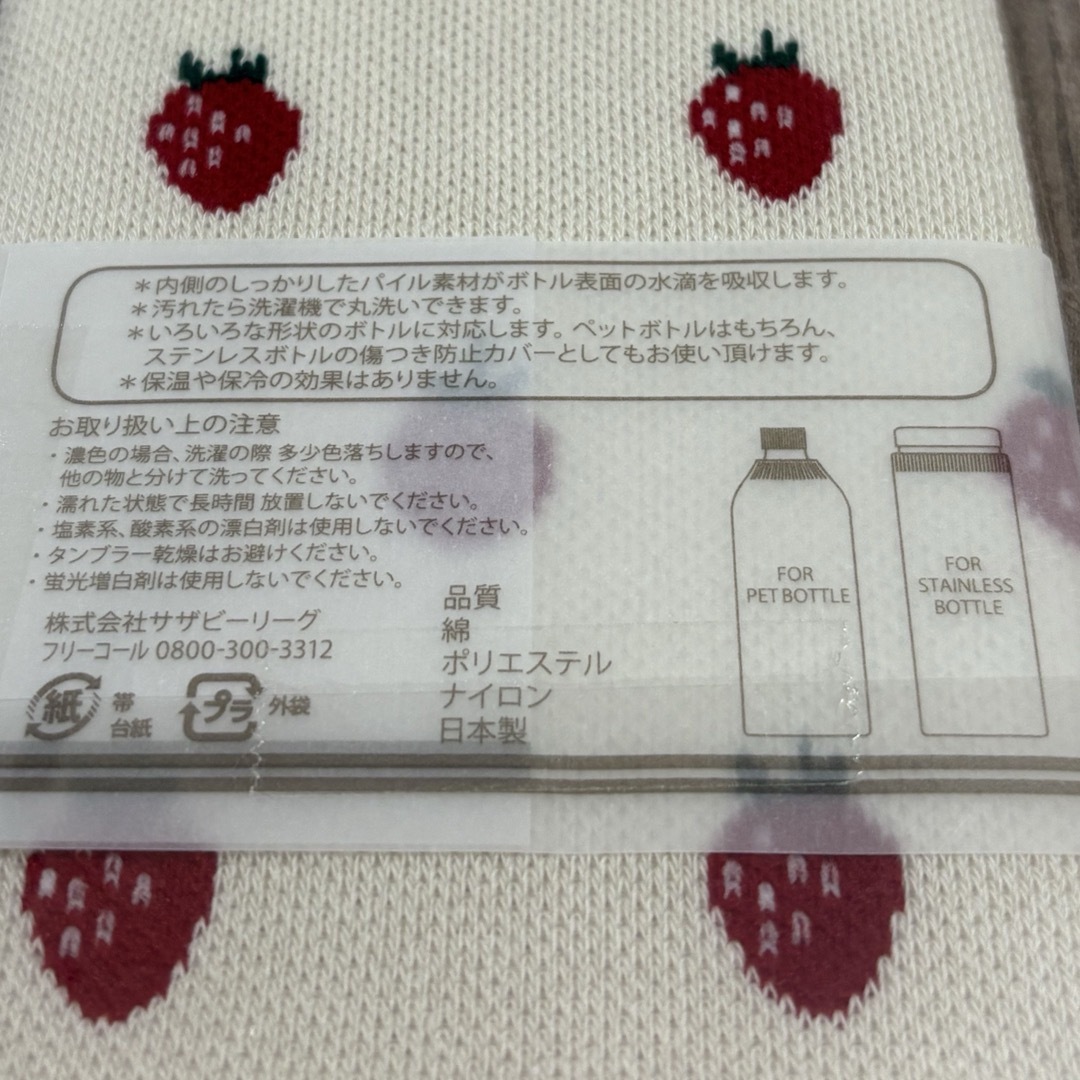 ＊内側のしっかりしたパイル素材がボトル表面の水滴を吸収します。
＊汚れたら洗濯機で丸洗いできます。
＊いろいろな形状のボトルに対応します。ペットボトルはもちろん、
ステンレスボトルの傷つき防止カバーとしてもお使い頂けます。
＊保温や保冷の効果はありません。
お取り扱い上の注意
・濃色の場合、洗濯の際 多少色落ちしますので、
他の物と分けて洗ってください。
・濡れた状態で長時間 放置しないでください。
・塩素系、酸素系の漂白剤は使用しないでください。
・タンブラー乾燥はお避けください。
・蛍光増白剤は使用しないでください。
株式会社サザビーリーグ
フリーコール 0800-300-3312
紙 帯
台紙
プラ 外袋
品質
綿
ポリエステル
ナイロン
日本製
FOR
PET BOTTLE
FOR
STAINLESS
BOTTLE